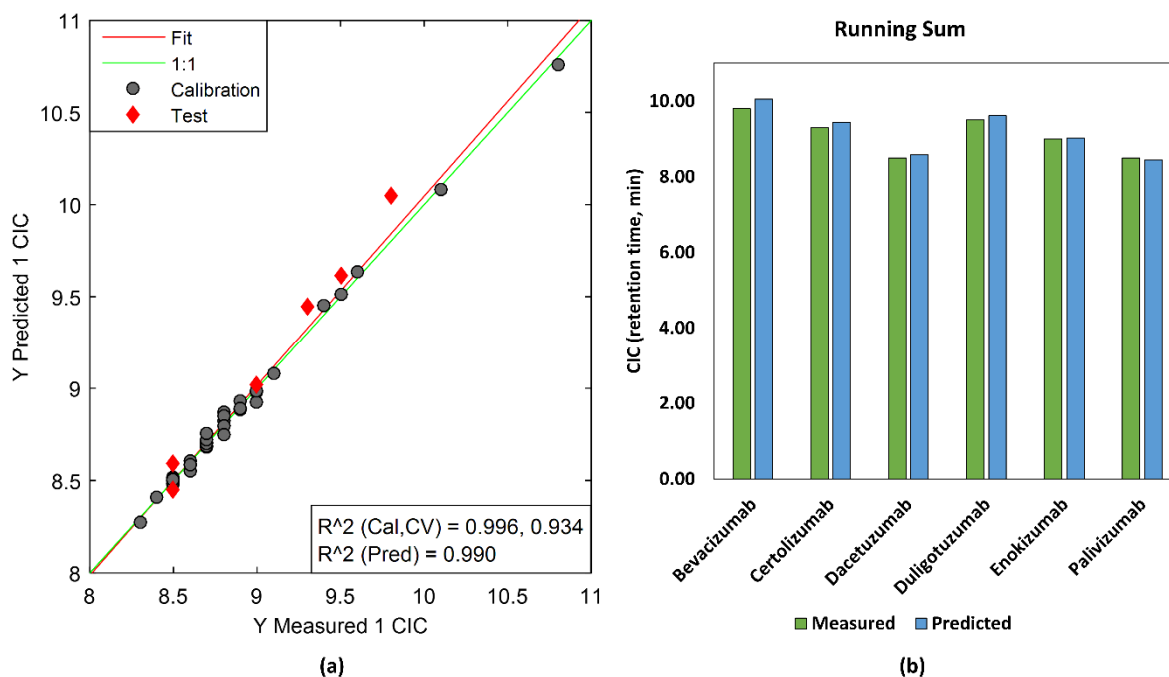 Fit
1:1
Calibration
Test
11
10.5
10
9.5
9
8.5
8
Y Predicted 1 CIC
R^2 (Cal,CV) = 0.996, 0.934
R^2 (Pred) = 0.990
8 8.5 9 9.5 10 10.5 11
Y Measured 1 CIC
(a)
Running Sum
CIC (retention time, min)
10.00
8.00
6.00
4.00
2.00
0.00
Bevacizumab
Certolizumab
Dacetuzumab
Duligotuzumab
Enokizumab
Palivizumab
Measured Predicted
(b)